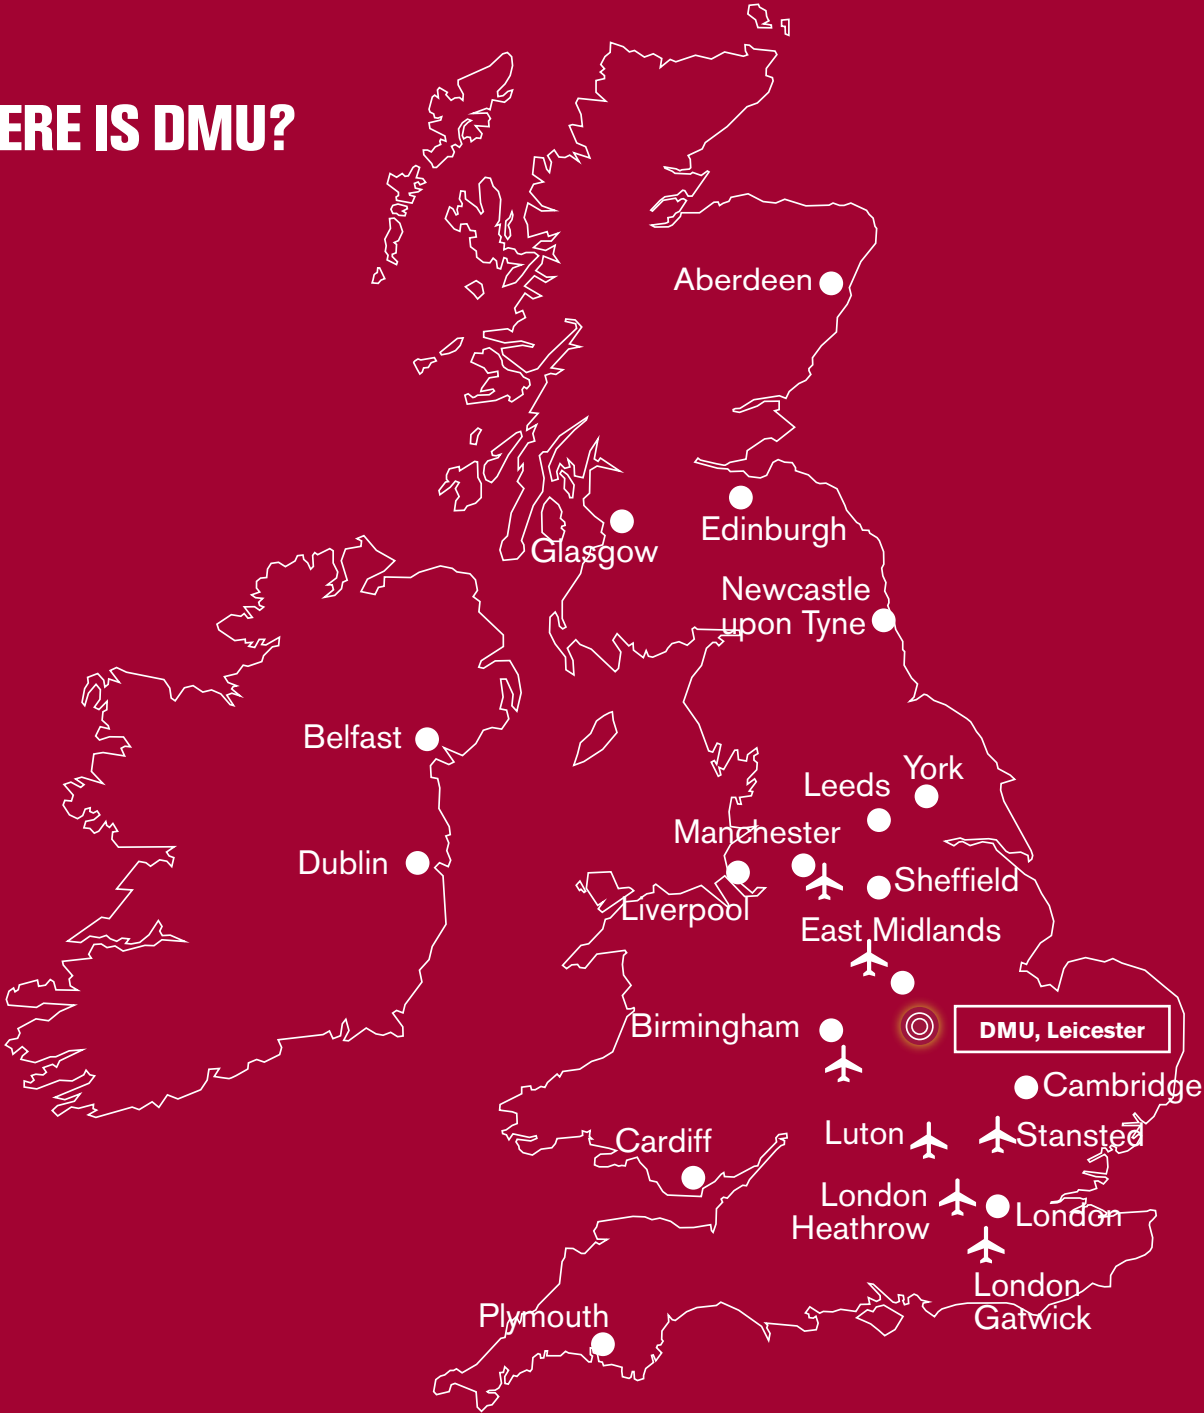 ERE IS DMU?
Aberdeen
Edinburgh
Glasgow
Newcastle
upon Tyne
Belfast
York
Leeds
Manchester
Dublin
Sheffield
Liverpool
East Midlands
Birmingham
DMU, Leicester
Cambridge
Luton
Stansted
Cardiff
London
Heathrow
London
London
Gatwick
Plymouth